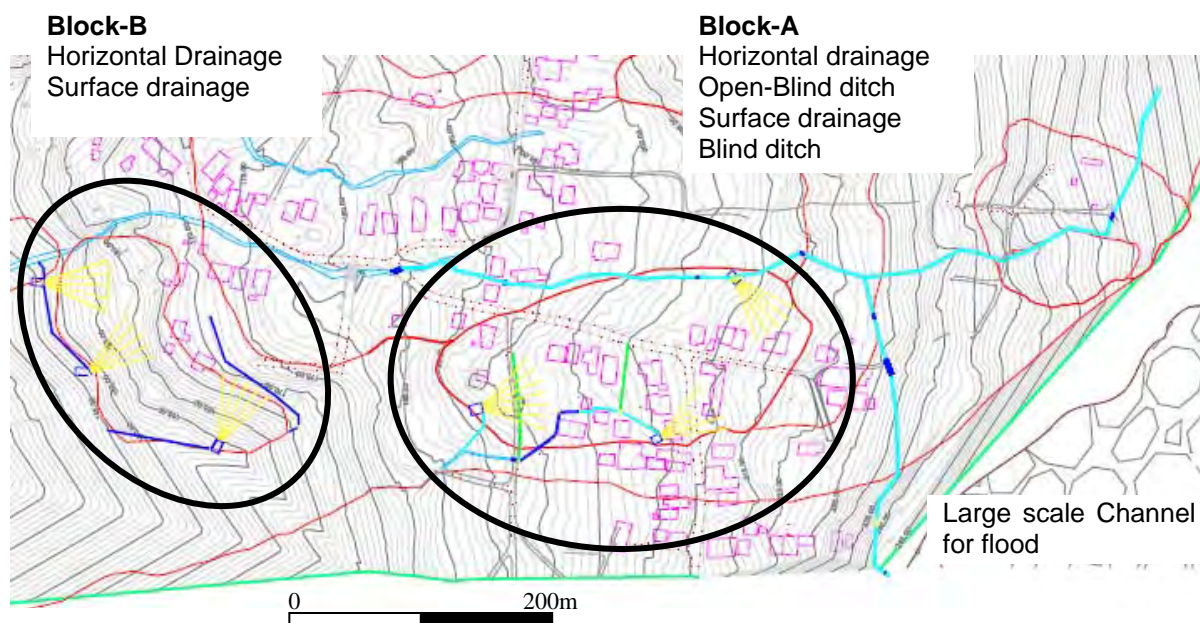 Block-B
Horizontal Drainage
Surface drainage
Block-A
Horizontal drainage
Open-Blind ditch
Surface drainage
Blind ditch
Large scale Channel
for flood
0 200m